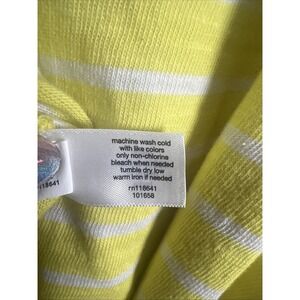 machine wash cold
with like colors
only non-chlorine
bleach when needed
tumble dry low
warm iron if needed
rn118641
101658
118641